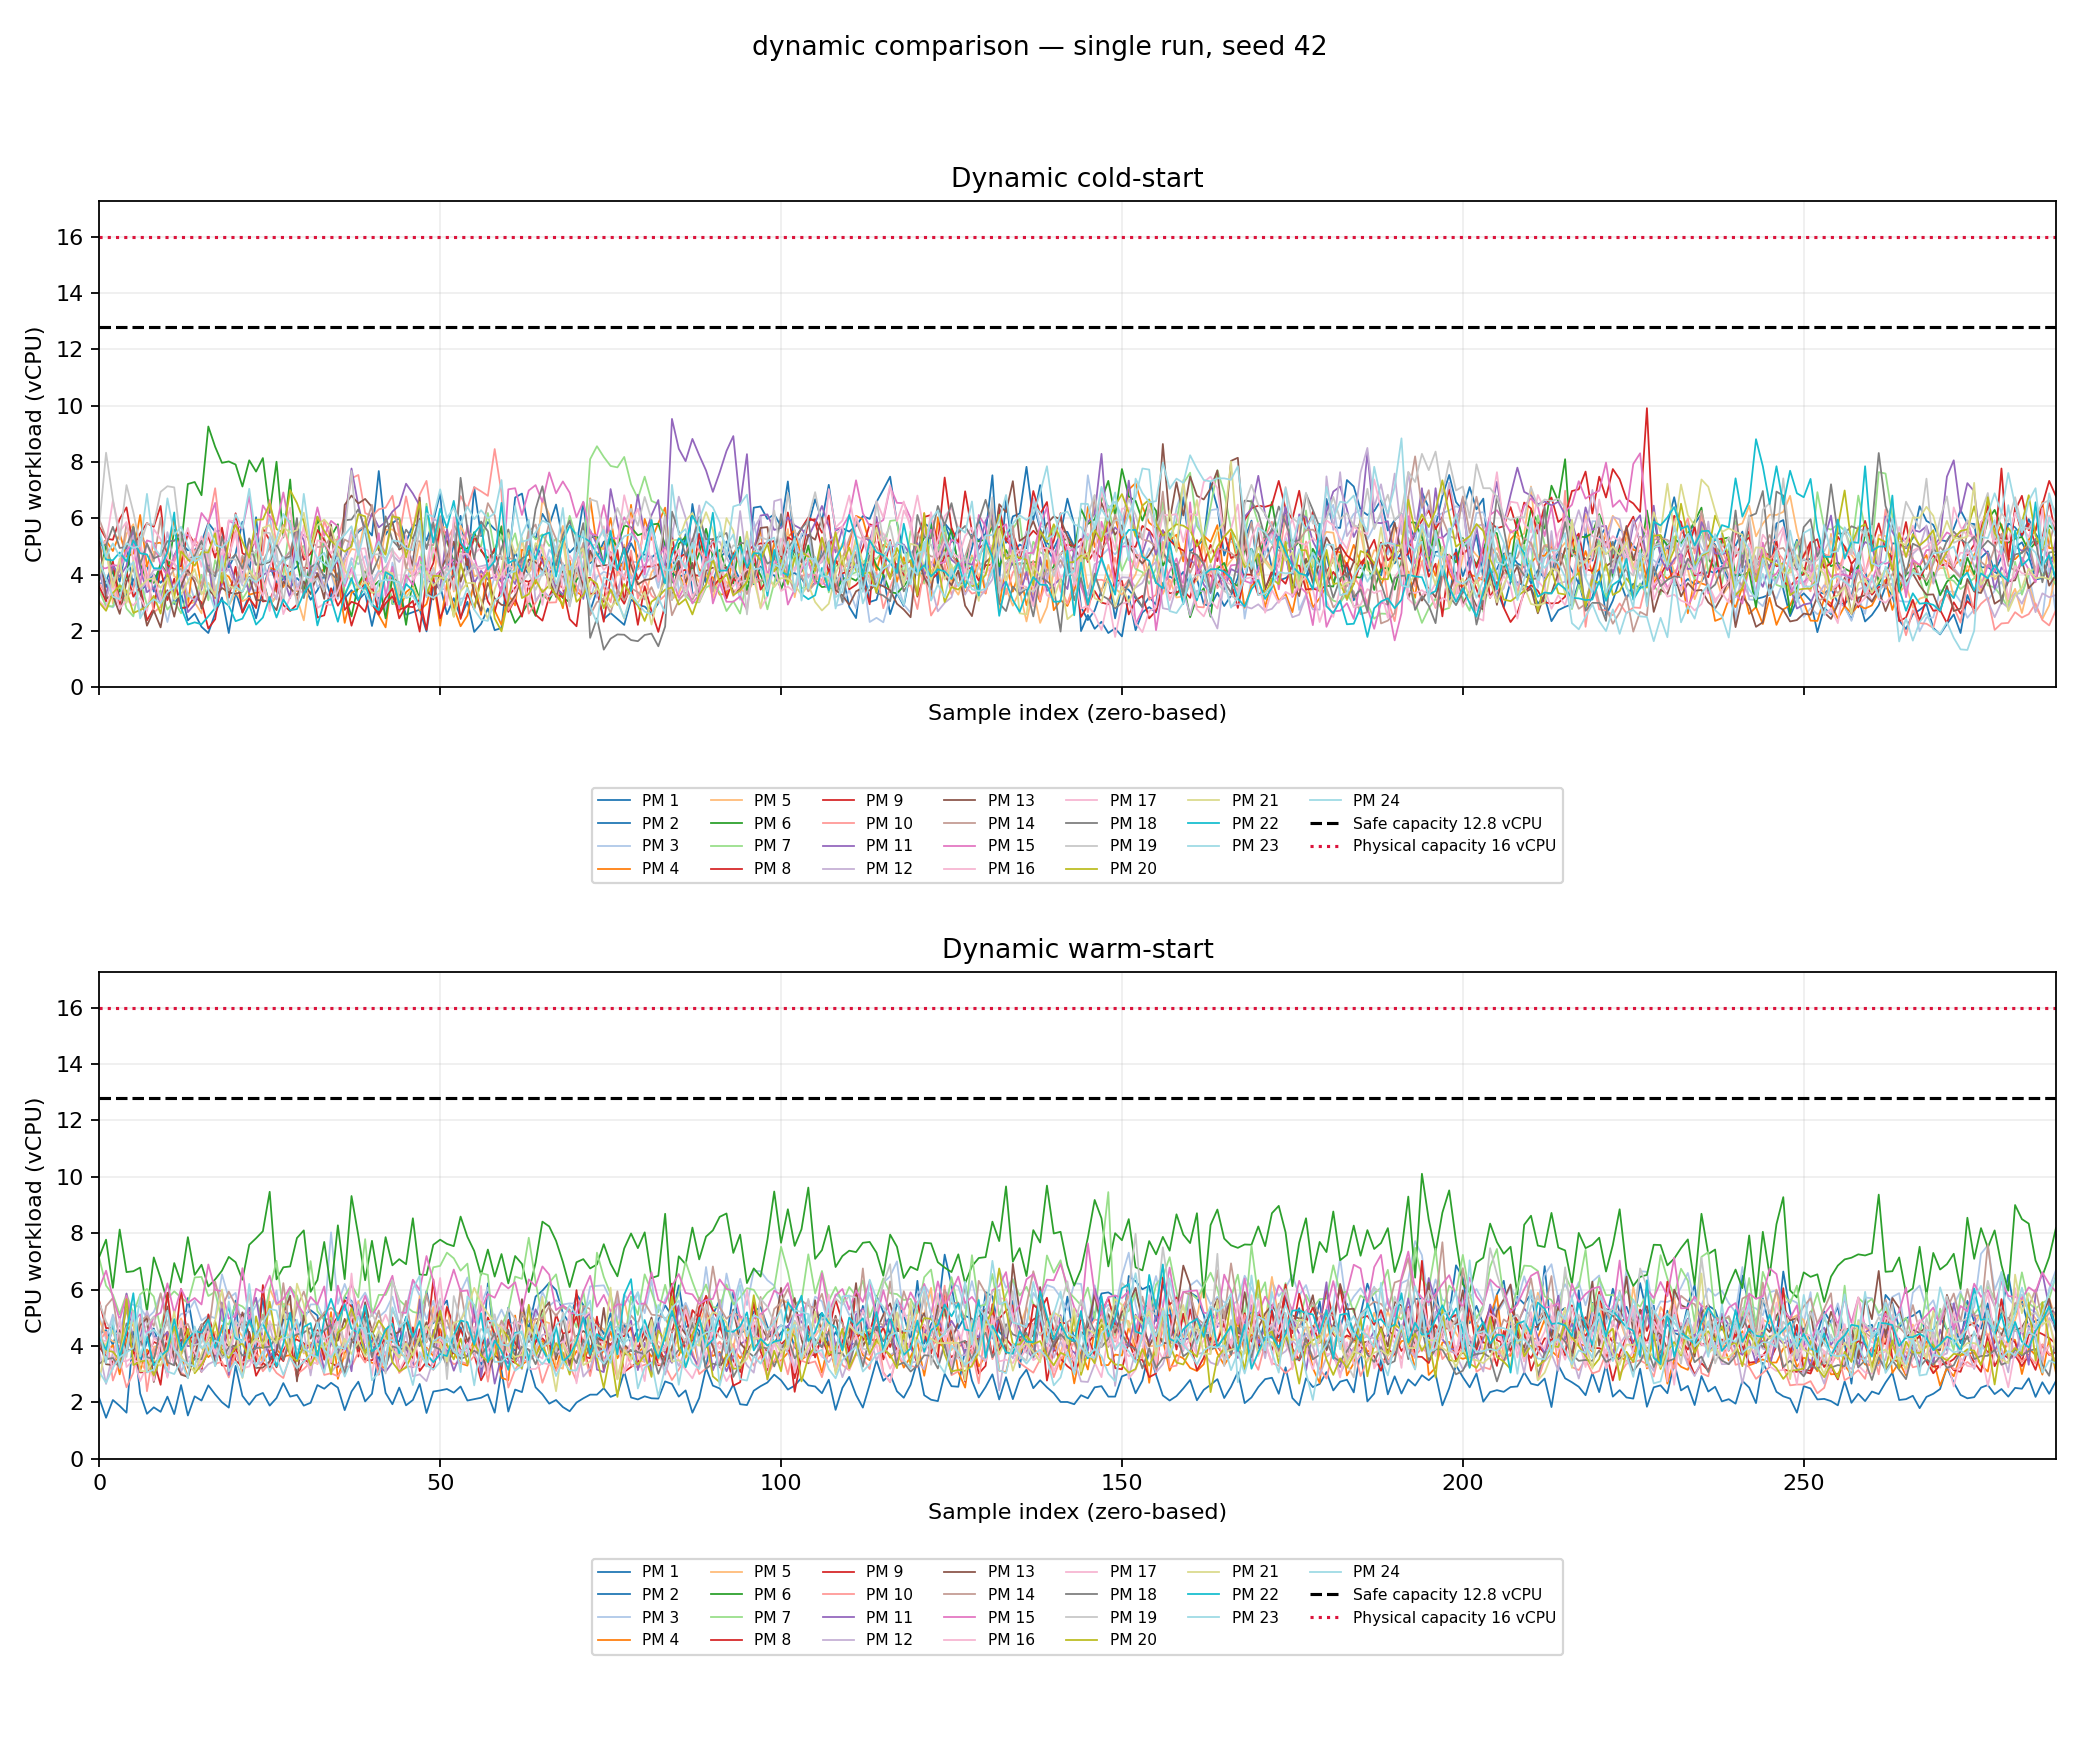 dynamic comparison — single run, seed 42
Dynamic cold-start
16
14
12
10
8
6
4
2
0
CPU workload (vCPU)
Sample index (zero-based)
PM 1 PM 5 PM 9 PM 13 PM 17 PM 21 PM 24
PM 2 PM 6 PM 10 PM 14 PM 18 PM 22 Safe capacity 12.8 vCPU
PM 3 PM 7 PM 11 PM 15 PM 19 PM 23 Physical capacity 16 vCPU
PM 4 PM 8 PM 12 PM 16 PM 20
Dynamic warm-start
16
14
12
10
8
6
4
2
0
CPU workload (vCPU)
0 50 100 150 200 250
Sample index (zero-based)
PM 1 PM 5 PM 9 PM 13 PM 17 PM 21 PM 24
PM 2 PM 6 PM 10 PM 14 PM 18 PM 22 Safe capacity 12.8 vCPU
PM 3 PM 7 PM 11 PM 15 PM 19 PM 23 Physical capacity 16 vCPU
PM 4 PM 8 PM 12 PM 16 PM 20